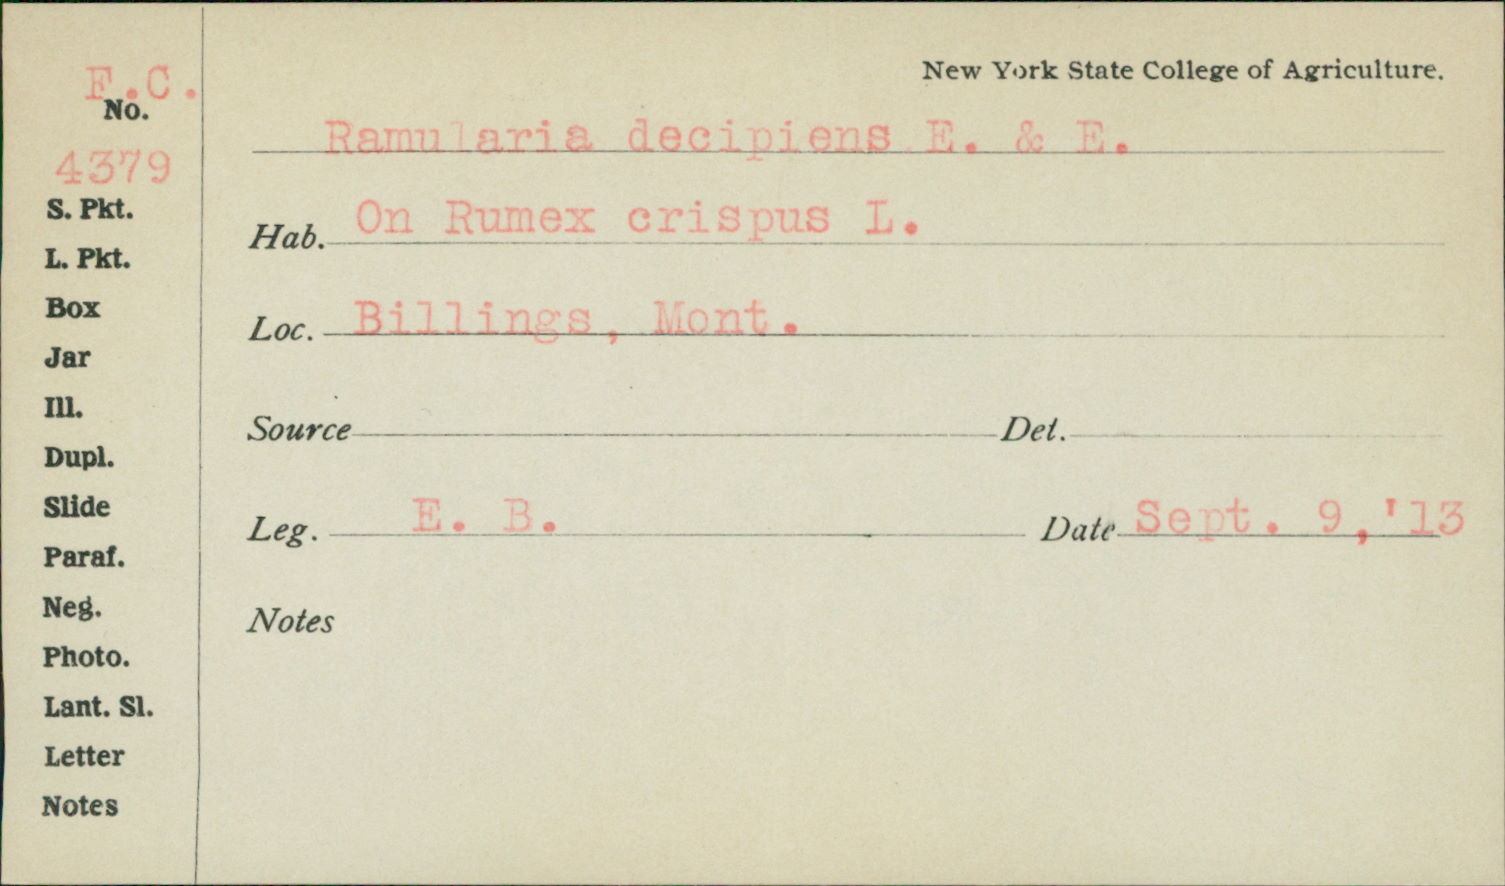 New York State College of Agriculture.
F.C.
No.
4379
Ramularia decipiens E. & E.
Hab. On Rumex crispus L.
Loc. Billings, Mont.
Source Det.
Leg. E. B. Date Sept. 9,'13
Notes
S. Pkt.
L. Pkt.
Box
Jar
Ill.
Dupl.
Slide
Paraf.
Neg.
Photo.
Lant. Sl.
Letter
Notes